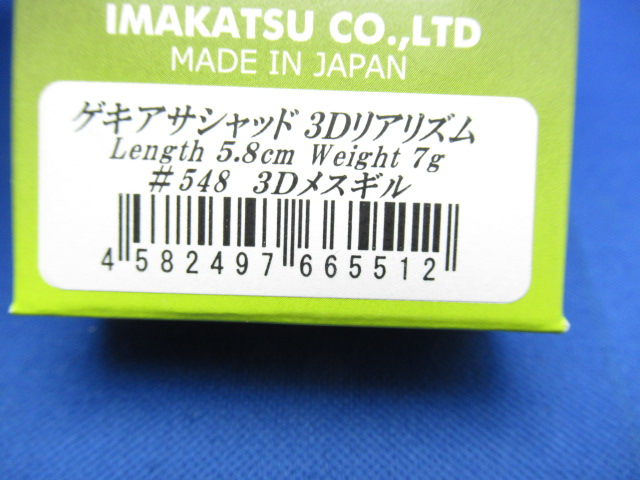 IMAKATSU CO.,LTD
MADE IN JAPAN
ゲキアサシャッド 3Dリアリズム
Length 5.8cm Weight 7g
#548 3Dメスギル
4 582497 665512